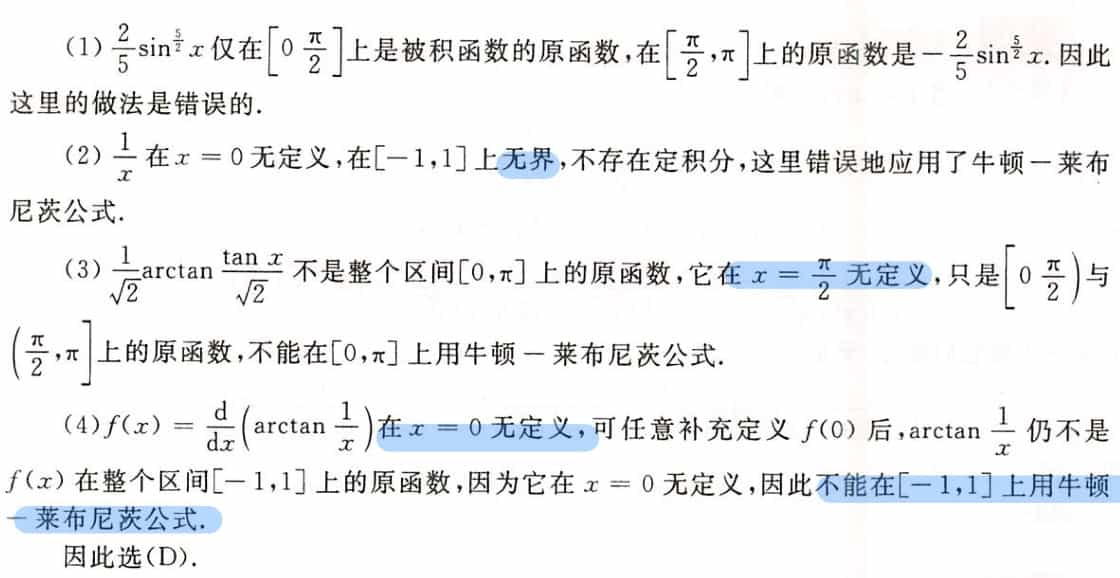 (1) $\frac{2}{5}\sin^{\frac{5}{2}}x$ 仅在$\left[0\ \frac{\pi}{2}\right]$上是被积函数的原函数,在$\left[\frac{\pi}{2},\pi\right]$上的原函数是$-\frac{2}{5}\sin^{\frac{5}{2}}x$. 因此
这里的做法是错误的.
(2) $\frac{1}{x}$ 在 $x = 0$ 无定义,在$[-1,1]$上无界,不存在定积分,这里错误地应用了牛顿－莱布
尼茨公式.
(3) $\frac{1}{\sqrt{2}}\arctan\frac{\tan x}{\sqrt{2}}$ 不是整个区间$[0,\pi]$上的原函数,它在 $x = \frac{\pi}{2}$ 无定义,只是$\left[0\ \frac{\pi}{2}\right)$与
$\left(\frac{\pi}{2},\pi\right]$上的原函数,不能在$[0,\pi]$上用牛顿－莱布尼茨公式.
(4) $f(x) = \frac{\mathrm{d}}{\mathrm{d}x}\left(\arctan\frac{1}{x}\right)$在 $x = 0$ 无定义,可任意补充定义 $f(0)$ 后,$\arctan\frac{1}{x}$ 仍不是
$f(x)$ 在整个区间$[-1,1]$上的原函数,因为它在 $x = 0$ 无定义,因此不能在$[-1,1]$上用牛顿
－莱布尼茨公式.
因此选(D).